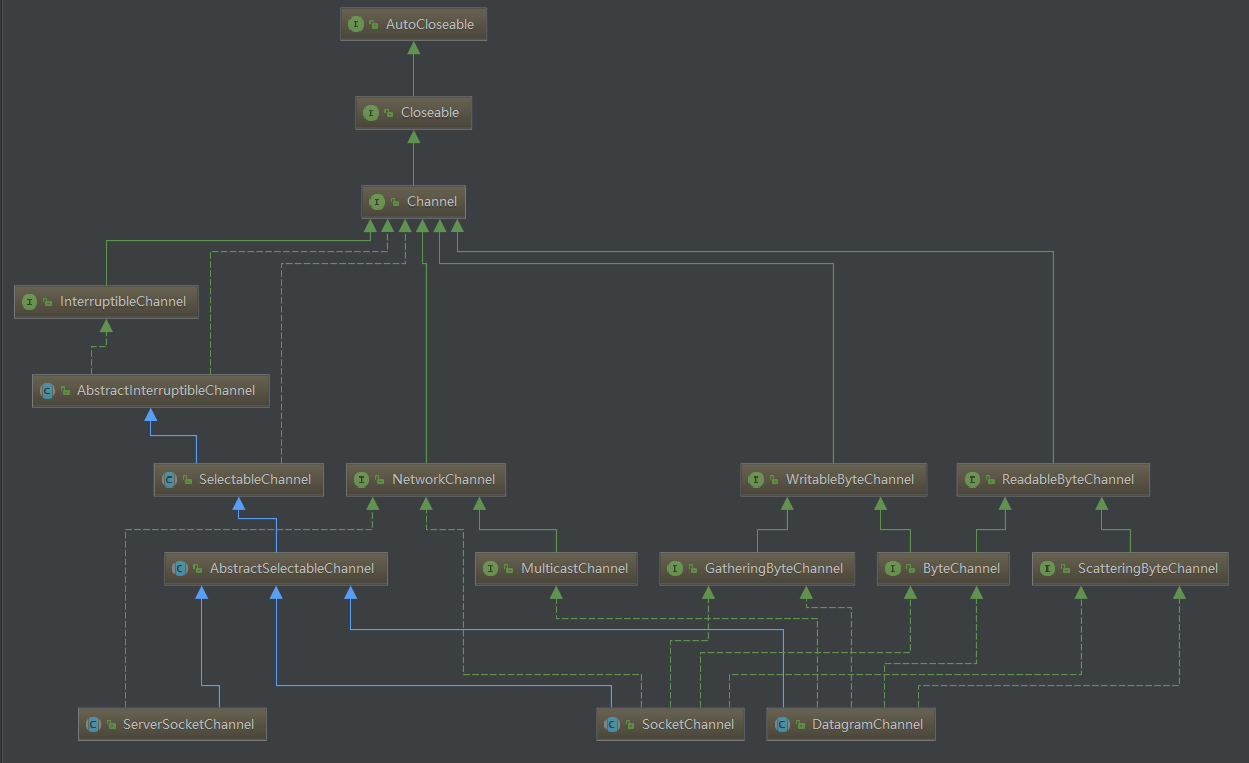 AutoCloseable
Closeable
Channel
InterruptibleChannel
AbstractInterruptibleChannel
SelectableChannel
NetworkChannel
WritableByteChannel
ReadableByteChannel
AbstractSelectableChannel
MulticastChannel
GatheringByteChannel
ByteChannel
ScatteringByteChannel
ServerSocketChannel
SocketChannel
DatagramChannel